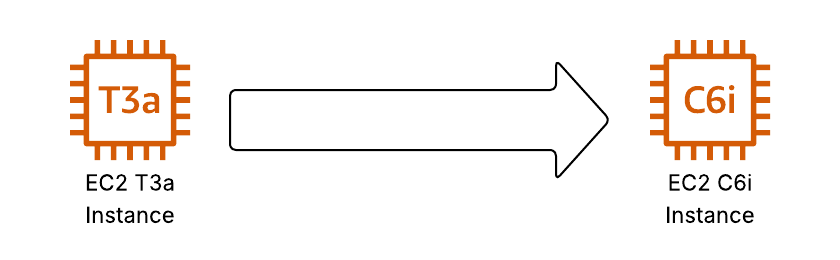 T3a
EC2 T3a
Instance
C6i
EC2 C6i
Instance